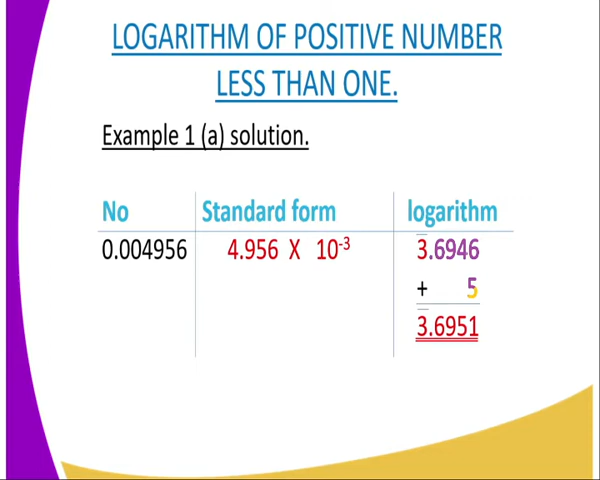 LOGARITHM OF POSITIVE NUMBER
LESS THAN ONE.
Example 1 (a) solution.
No Standard form logarithm
0.004956 4.956 X 10⁻³ 3̅.6946
+ 5
3̅.6951